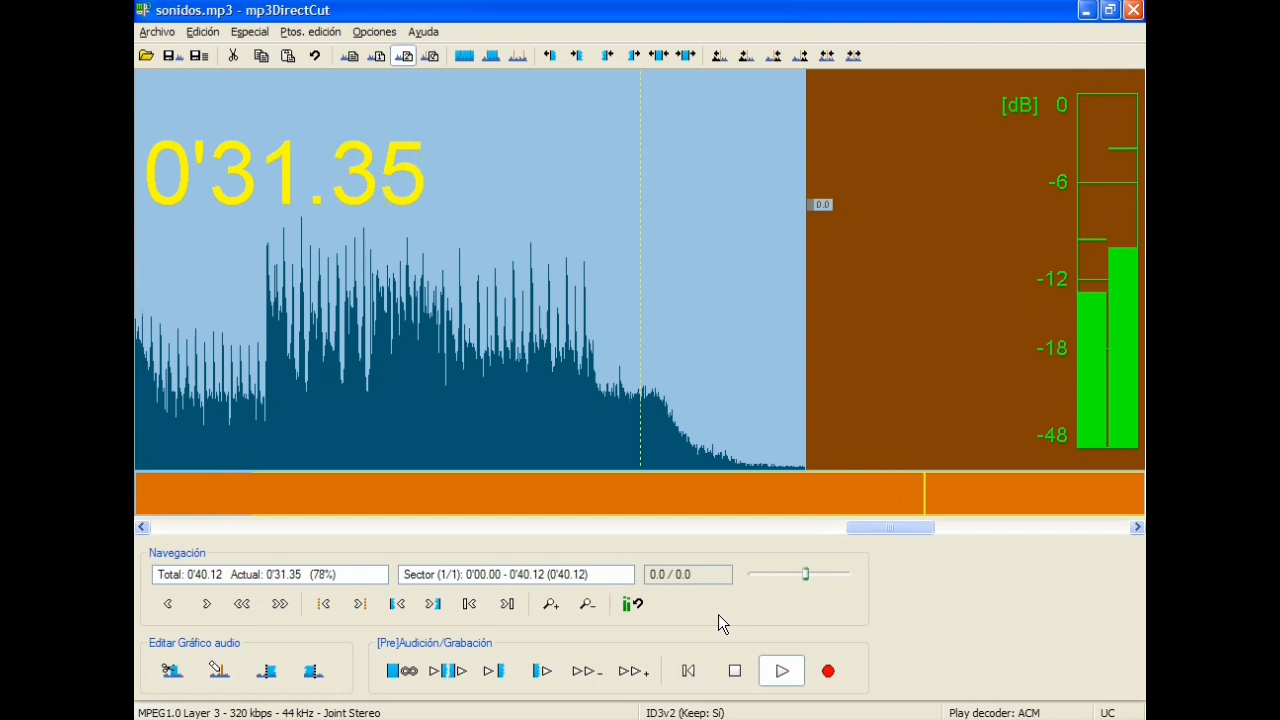 sonidos.mp3 - mp3DirectCut
Archivo Edición Especial Ptos. edición Opciones Ayuda
0'31.35
[dB] 0
-6
0.0
-12
-18
-48
Navegación
Total: 0'40.12 Actual: 0'31.35 (78%) Sector (1/1): 0'00.00 - 0'40.12 (0'40.12) 0.0 / 0.0
Editar Gráfico audio [Pre]Audición/Grabación
MPEG1.0 Layer 3 - 320 kbps - 44 kHz - Joint Stereo ID3v2 (Keep: Sí) Play decoder: ACM UC